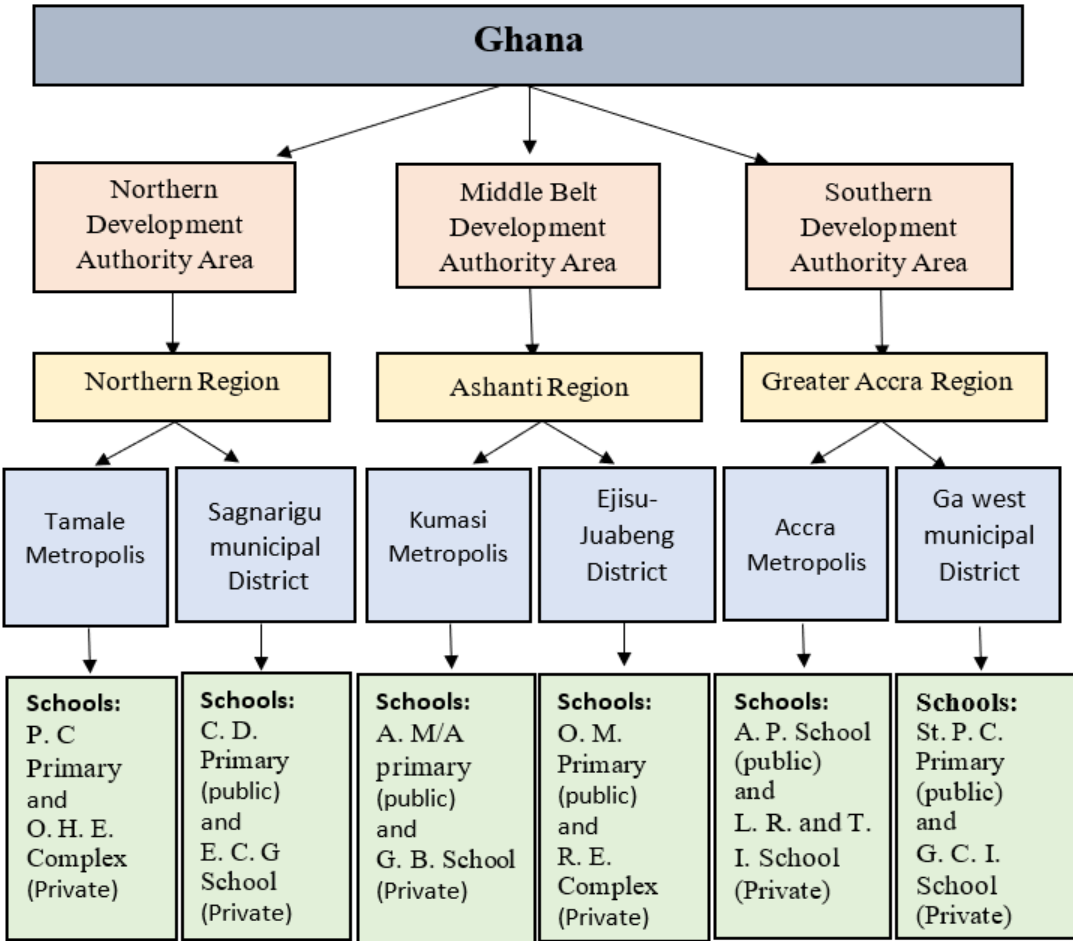 Ghana
Northern
Development
Authority Area
Middle Belt
Development
Authority Area
Southern
Development
Authority Area
Northern Region
Ashanti Region
Greater Accra Region
Tamale
Metropolis
Sagnarigu
municipal
District
Kumasi
Metropolis
Ejisu-
Juabeng
District
Accra
Metropolis
Ga west
municipal
District
Schools:
P. C
Primary
and
O. H. E.
Complex
(Private)
Schools:
C. D.
Primary
(public)
and
E. C. G
School
(Private)
Schools:
A. M/A
primary
(public)
and
G. B. School
(Private)
Schools:
O. M.
Primary
(public)
and
R. E.
Complex
(Private)
Schools:
A. P. School
(public)
and
L. R. and T.
I. School
(Private)
Schools:
St. P. C.
Primary
(public)
and
G. C. I.
School
(Private)